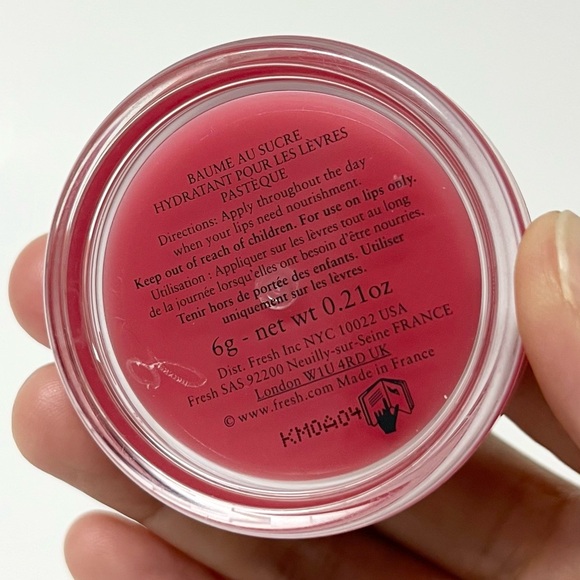 BAUME AU SUCRE
HYDRATANT POUR LES LÈVRES
PASTÈQUE
Directions: Apply throughout the day
when your lips need nourishment.
Keep out of reach of children. For use on lips only.
Utilisation : Appliquer sur les lèvres tout au long
de la journée lorsqu'elles ont besoin d'être nourries.
Tenir hors de portée des enfants. Utiliser
uniquement sur les lèvres.
6g - net wt 0.21oz
Dist. Fresh Inc NYC 10022 USA
Fresh SAS 92200 Neuilly-sur-Seine FRANCE
London W1U 4RD UK
© www.fresh.com Made in France
KM0A04